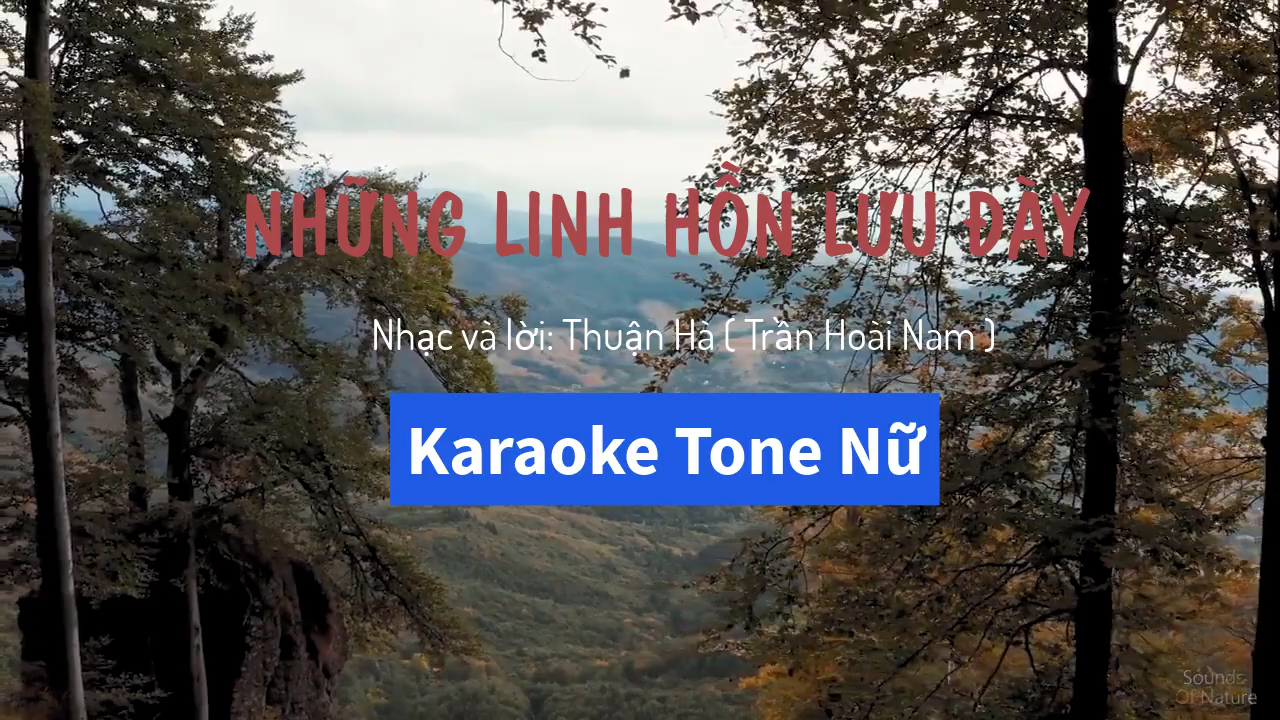 NHỮNG LINH HỒN LƯU ĐÀY
Nhạc và lời: Thuận Hà ( Trần Hoài Nam )
Karaoke Tone Nữ
Sounds
Of Nature